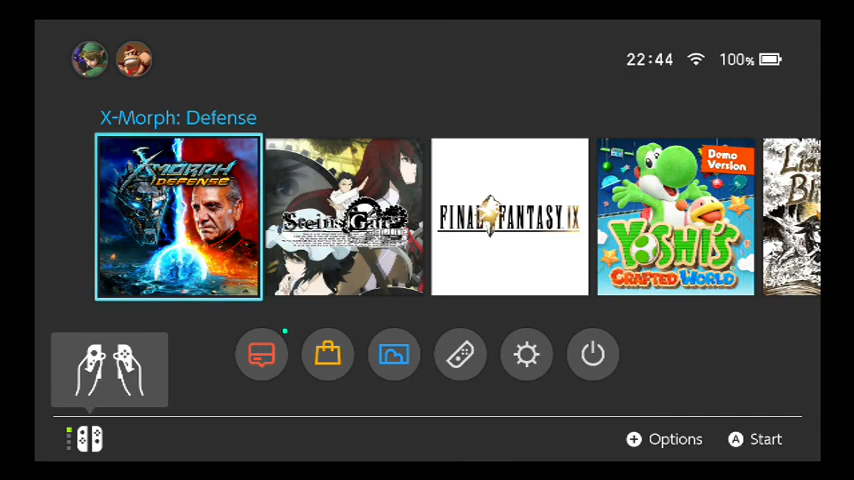 22:44 100%
X-Morph: Defense
X-MORPH
DEFENSE
Steins;Gate
ELITE
FINAL FANTASY IX
Demo
Version
YOSHI'S
CRAFTED WORLD
Options
A Start